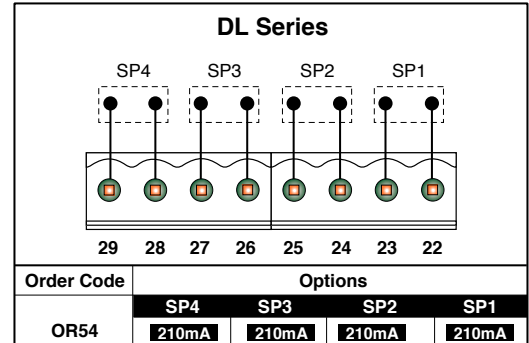 DL Series
SP4 SP3 SP2 SP1
29 28 27 26 25 24 23 22
Order Code Options
SP4 SP3 SP2 SP1
OR54 210mA 210mA 210mA 210mA